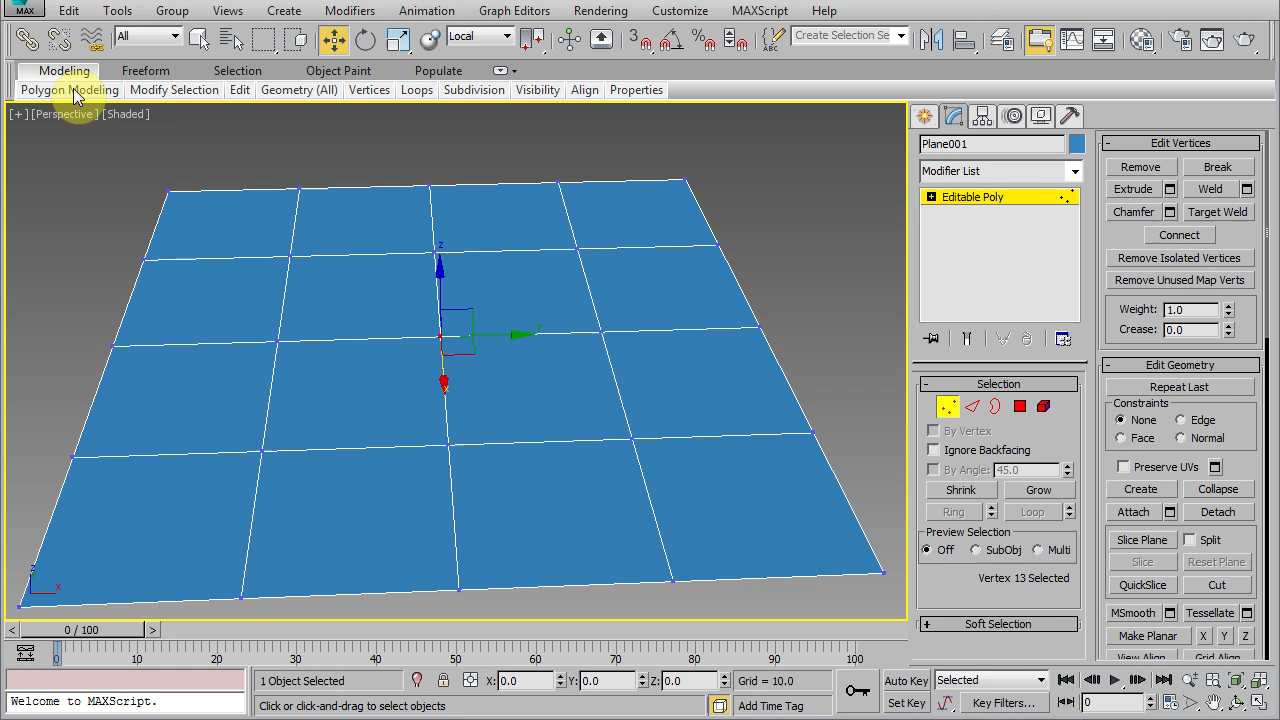 MAX
Edit Tools Group Views Create Modifiers Animation Graph Editors Rendering Customize MAXScript Help
All Local 3 Create Selection Se
Modeling Freeform Selection Object Paint Populate
Polygon Modeling Modify Selection Edit Geometry (All) Vertices Loops Subdivision Visibility Align Properties
[+] [Perspective] [Shaded]
z
y
x
z
x
Plane001
Modifier List
Editable Poly
Selection
By Vertex
Ignore Backfacing
By Angle: 45.0
Shrink Grow
Ring Loop
Preview Selection
Off SubObj Multi
Vertex 13 Selected
Soft Selection
Edit Vertices
Remove Break
Extrude Weld
Chamfer Target Weld
Connect
Remove Isolated Vertices
Remove Unused Map Verts
Weight: 1.0
Crease: 0.0
Edit Geometry
Repeat Last
Constraints
None Edge
Face Normal
Preserve UVs
Create Collapse
Attach Detach
Slice Plane Split
Slice Reset Plane
QuickSlice Cut
MSmooth Tessellate
Make Planar X Y Z
View Align Grid Align
< 0 / 100 >
0 10 20 30 40 50 60 70 80 90 100
1 Object Selected X: 0.0 Y: 0.0 Z: 0.0 Grid = 10.0 Auto Key Selected
Welcome to MAXScript. Click or click-and-drag to select objects Add Time Tag Set Key Key Filters... 0